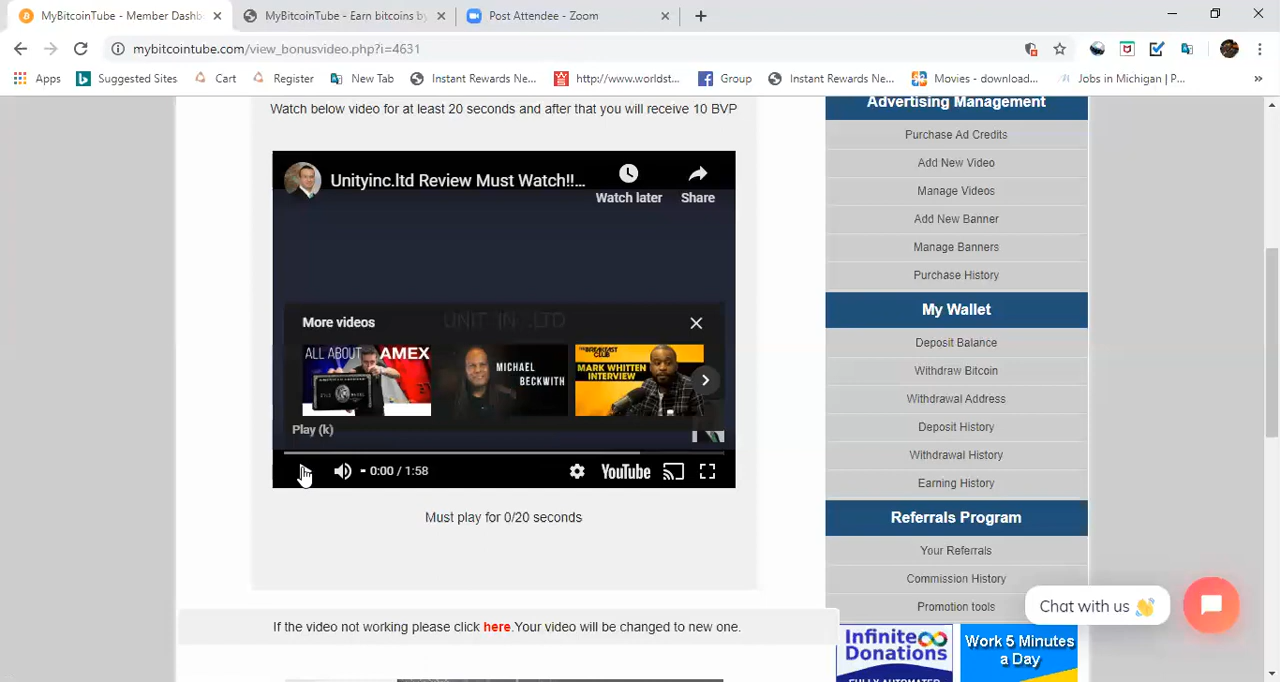 MyBitcoinTube - Member Dashb
MyBitcoinTube - Earn bitcoins by
Post Attendee - Zoom
mybitcointube.com/view_bonusvideo.php?i=4631
Apps
Suggested Sites
Cart
Register
New Tab
Instant Rewards Ne...
http://www.worldst...
Group
Instant Rewards Ne...
Movies - download...
Jobs in Michigan | P...
Watch below video for at least 20 seconds and after that you will receive 10 BVP
Unityinc.ltd Review Must Watch!!...
Watch later
Share
More videos
ALL ABOUT AMEX
MICHAEL BECKWITH
THE BREAKFAST CLUB
MARK WHITTEN INTERVIEW
Play (k)
0:00 / 1:58
YouTube
Must play for 0/20 seconds
If the video not working please click here.Your video will be changed to new one.
Advertising Management
Purchase Ad Credits
Add New Video
Manage Videos
Add New Banner
Manage Banners
Purchase History
My Wallet
Deposit Balance
Withdraw Bitcoin
Withdrawal Address
Deposit History
Withdrawal History
Earning History
Referrals Program
Your Referrals
Commission History
Promotion tools
Chat with us 👋
Infinite
Donations
FULLY AUTOMATED
Work 5 Minutes
a Day